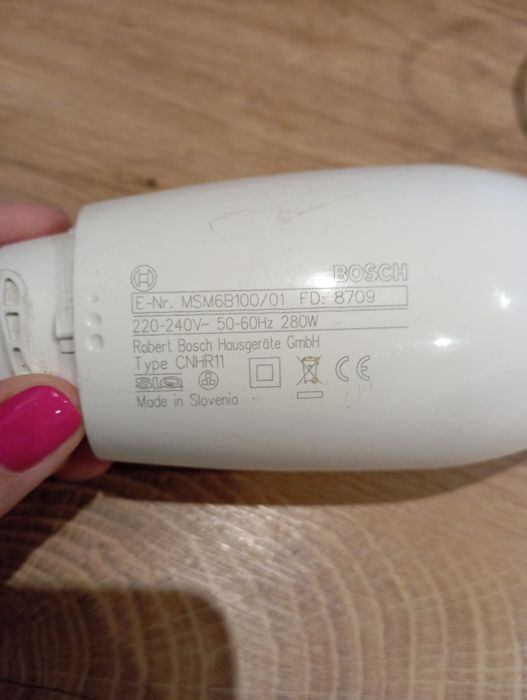 BOSCH
E-Nr. MSM6B100/01 FD: 8709
220-240V~ 50-60Hz 280W
Robert Bosch Hausgeräte GmbH
Type CNHR11
SIQ CE
Made in Slovenia